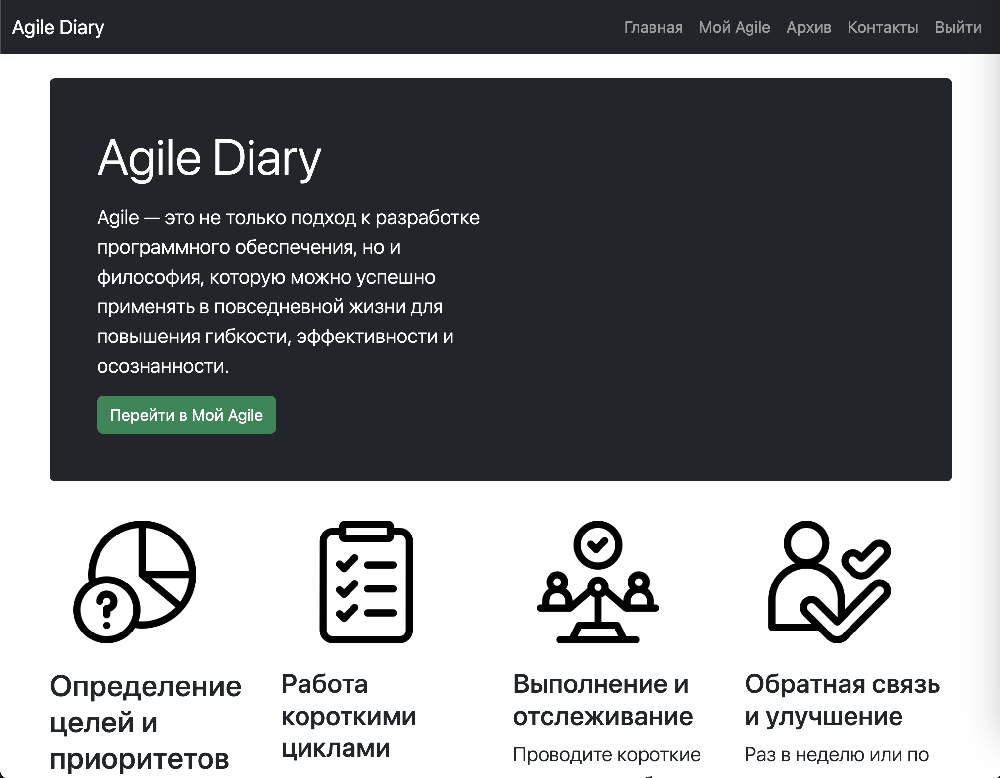 Agile Diary
Главная Мой Agile Архив Контакты Выйти
Agile Diary
Agile — это не только подход к разработке
программного обеспечения, но и
философия, которую можно успешно
применять в повседневной жизни для
повышения гибкости, эффективности и
осознанности.
Перейти в Мой Agile
?
Определение
целей и
приоритетов
Работа
короткими
циклами
Выполнение и
отслеживание
Проводите короткие
Обратная связь
и улучшение
Раз в неделю или по